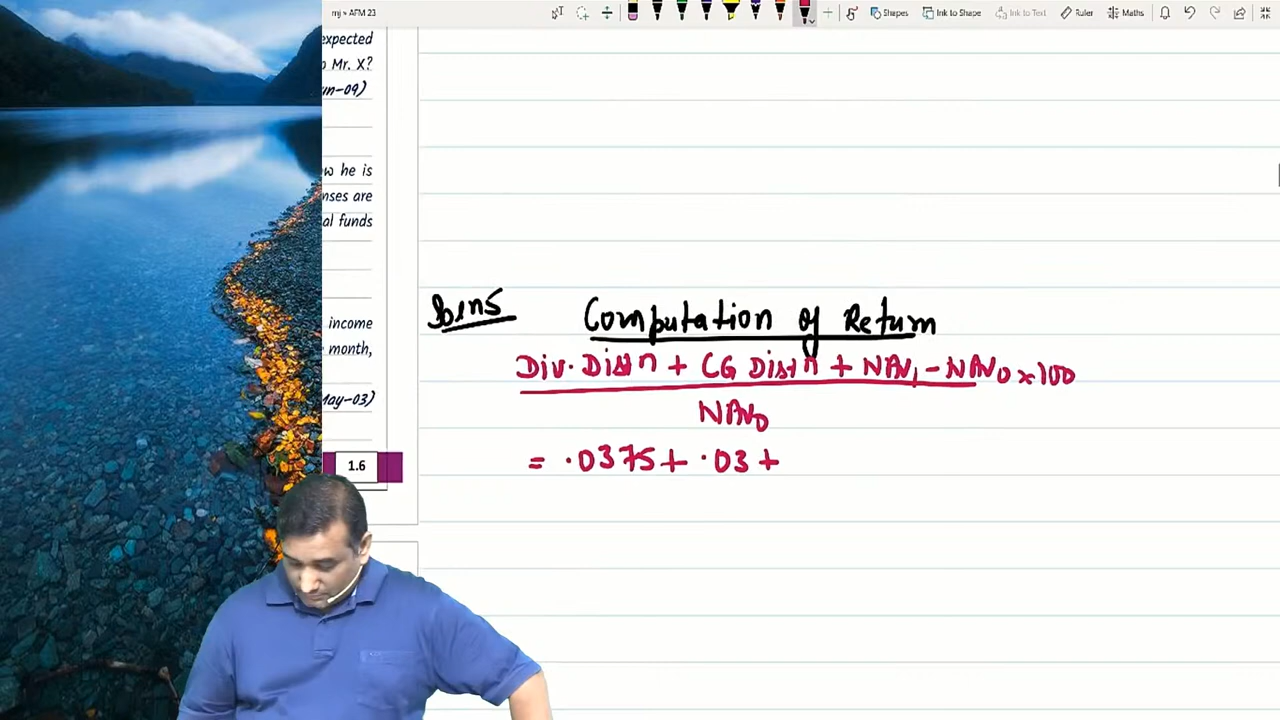 mj » AFM 23
Shapes
Ink to Shape
Ink to Text
Ruler
Maths
expected
Mr. X?
un-09)
w he is
nses are
al funds
income
month,
May-03)
1.6
Soln5 Computation of Return
Div. Distn + CG Distn + NAV1 - NAV0 x100
NAV0
= .0375+ .03+